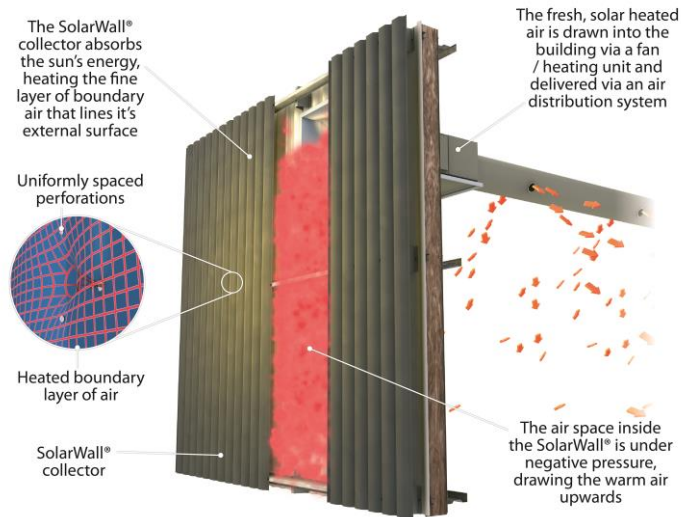 The SolarWall®
collector absorbs
the sun's energy,
heating the fine
layer of boundary
air that lines it's
external surface
Uniformly spaced
perforations
Heated boundary
layer of air
SolarWall®
collector
The fresh, solar heated
air is drawn into the
building via a fan
/ heating unit and
delivered via an air
distribution system
The air space inside
the SolarWall® is under
negative pressure,
drawing the warm air
upwards